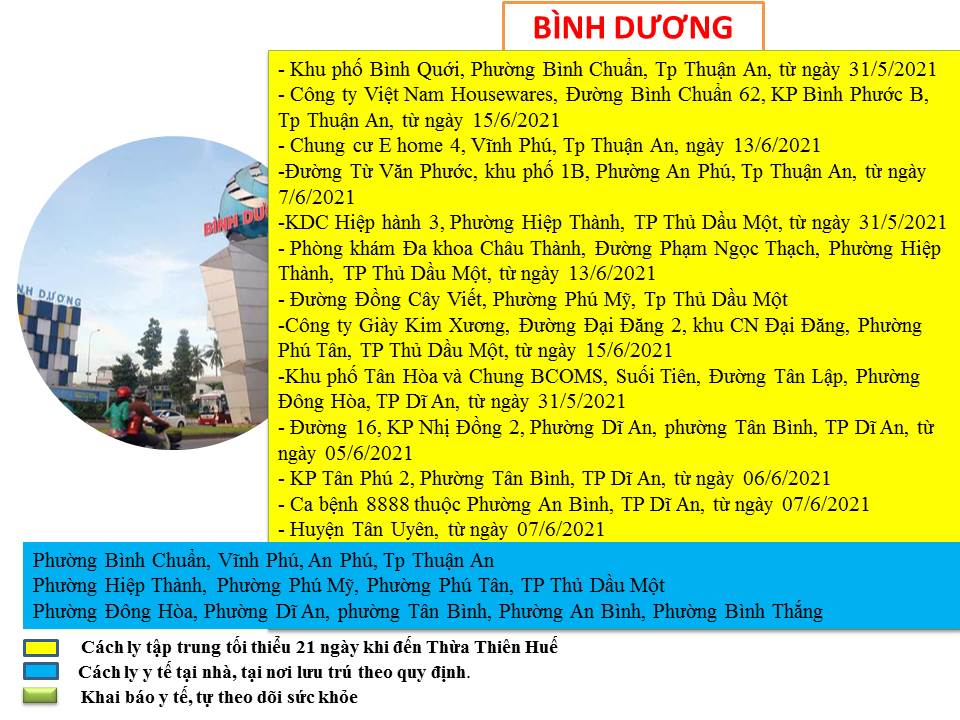 BÌNH DƯƠNG
- Khu phố Bình Quới, Phường Bình Chuẩn, Tp Thuận An, từ ngày 31/5/2021
- Công ty Việt Nam Housewares, Đường Bình Chuẩn 62, KP Bình Phước B,
Tp Thuận An, từ ngày 15/6/2021
- Chung cư E home 4, Vĩnh Phú, Tp Thuận An, ngày 13/6/2021
-Đường Từ Văn Phước, khu phố 1B, Phường An Phú, Tp Thuận An, từ ngày
7/6/2021
-KDC Hiệp hành 3, Phường Hiệp Thành, TP Thủ Dầu Một, từ ngày 31/5/2021
- Phòng khám Đa khoa Châu Thành, Đường Phạm Ngọc Thạch, Phường Hiệp
Thành, TP Thủ Dầu Một, từ ngày 13/6/2021
- Đường Đồng Cây Viết, Phường Phú Mỹ, Tp Thủ Dầu Một
-Công ty Giày Kim Xương, Đường Đại Đăng 2, khu CN Đại Đăng, Phường
Phú Tân, TP Thủ Dầu Một, từ ngày 15/6/2021
-Khu phố Tân Hòa và Chung BCOMS, Suối Tiên, Đường Tân Lập, Phường
Đông Hòa, TP Dĩ An, từ ngày 31/5/2021
- Đường 16, KP Nhị Đồng 2, Phường Dĩ An, phường Tân Bình, TP Dĩ An, từ
ngày 05/6/2021
- KP Tân Phú 2, Phường Tân Bình, TP Dĩ An, từ ngày 06/6/2021
- Ca bệnh 8888 thuộc Phường An Bình, TP Dĩ An, từ ngày 07/6/2021
- Huyện Tân Uyên, từ ngày 07/6/2021
BÌNH DƯ
NH DƯƠNG
Phường Bình Chuẩn, Vĩnh Phú, An Phú, Tp Thuận An
Phường Hiệp Thành, Phường Phú Mỹ, Phường Phú Tân, TP Thủ Dầu Một
Phường Đông Hòa, Phường Dĩ An, phường Tân Bình, Phường An Bình, Phường Bình Thắng
Cách ly tập trung tối thiểu 21 ngày khi đến Thừa Thiên Huế
Cách ly y tế tại nhà, tại nơi lưu trú theo quy định.
Khai báo y tế, tự theo dõi sức khỏe